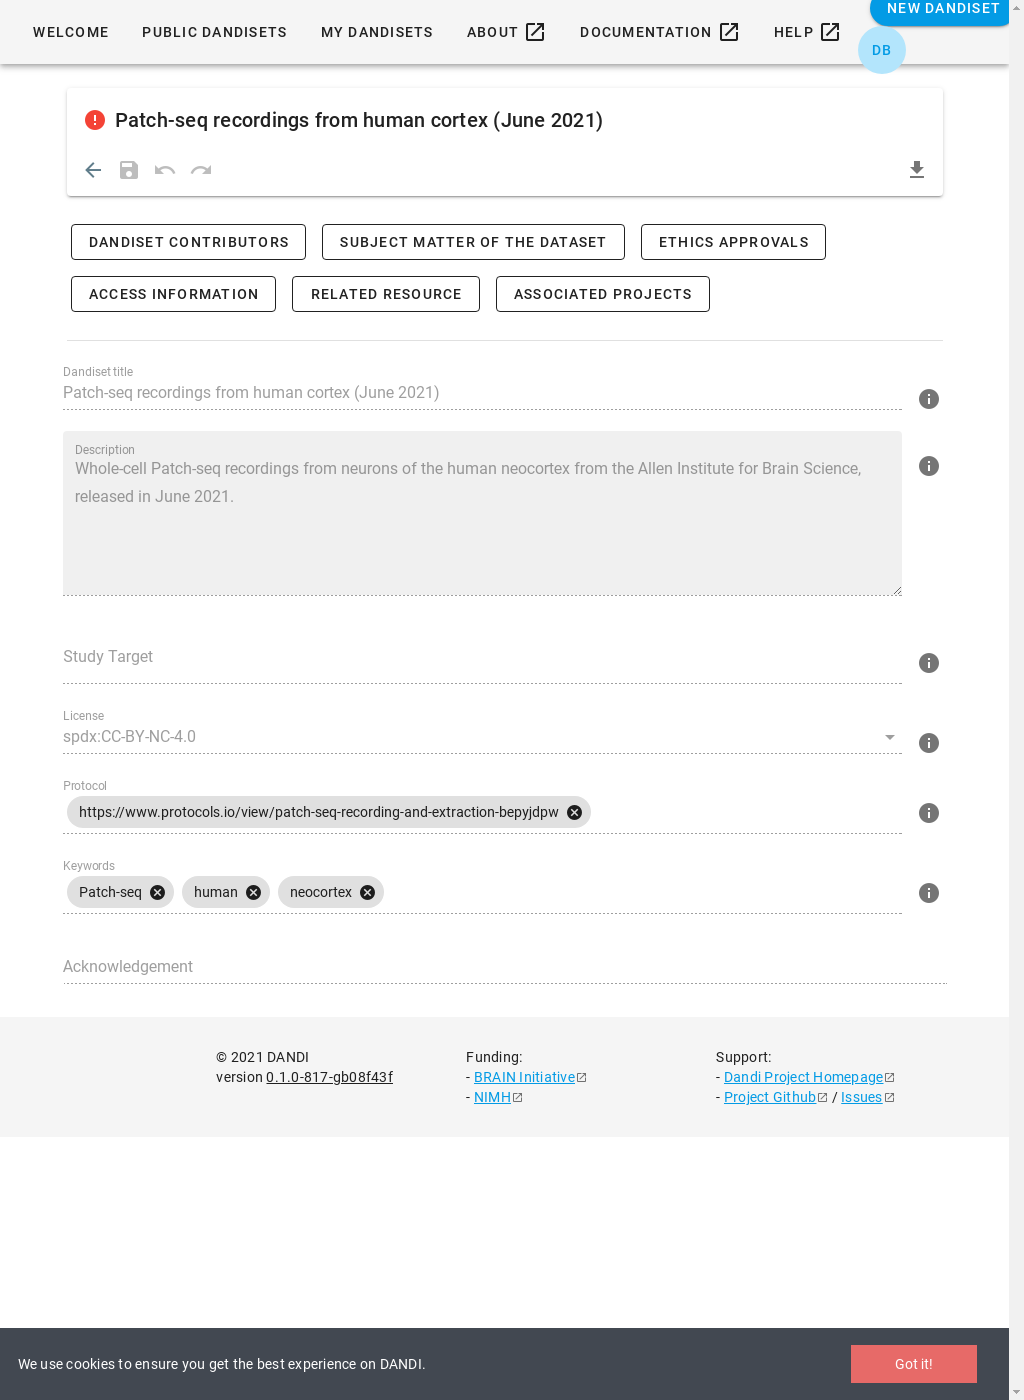 NEW DANDISET
WELCOME PUBLIC DANDISETS MY DANDISETS ABOUT DOCUMENTATION HELP
DB
Patch-seq recordings from human cortex (June 2021)
DANDISET CONTRIBUTORS SUBJECT MATTER OF THE DATASET ETHICS APPROVALS
ACCESS INFORMATION RELATED RESOURCE ASSOCIATED PROJECTS
Dandiset title
Patch-seq recordings from human cortex (June 2021)
Description
Whole-cell Patch-seq recordings from neurons of the human neocortex from the Allen Institute for Brain Science,
released in June 2021.
Study Target
License
spdx:CC-BY-NC-4.0
Protocol
https://www.protocols.io/view/patch-seq-recording-and-extraction-bepyjdpw
Keywords
Patch-seq human neocortex
Acknowledgement
© 2021 DANDI
version 0.1.0-817-gb08f43f
Funding:
- BRAIN Initiative
- NIMH
Support:
- Dandi Project Homepage
- Project Github / Issues
We use cookies to ensure you get the best experience on DANDI.
Got it!